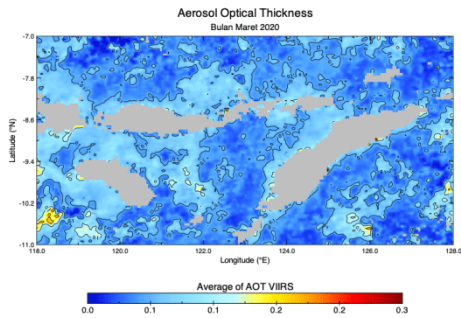 Aerosol Optical Thickness
Bulan Maret 2020
-7.0
-7.8
-8.6
-9.4
-10.2
-11.0
Latitude (°N)
118.0 120.0 122.0 124.0 126.0 128.0
Longitude (°E)
Average of AOT VIIRS
0.0 0.1 0.1 0.2 0.2 0.3